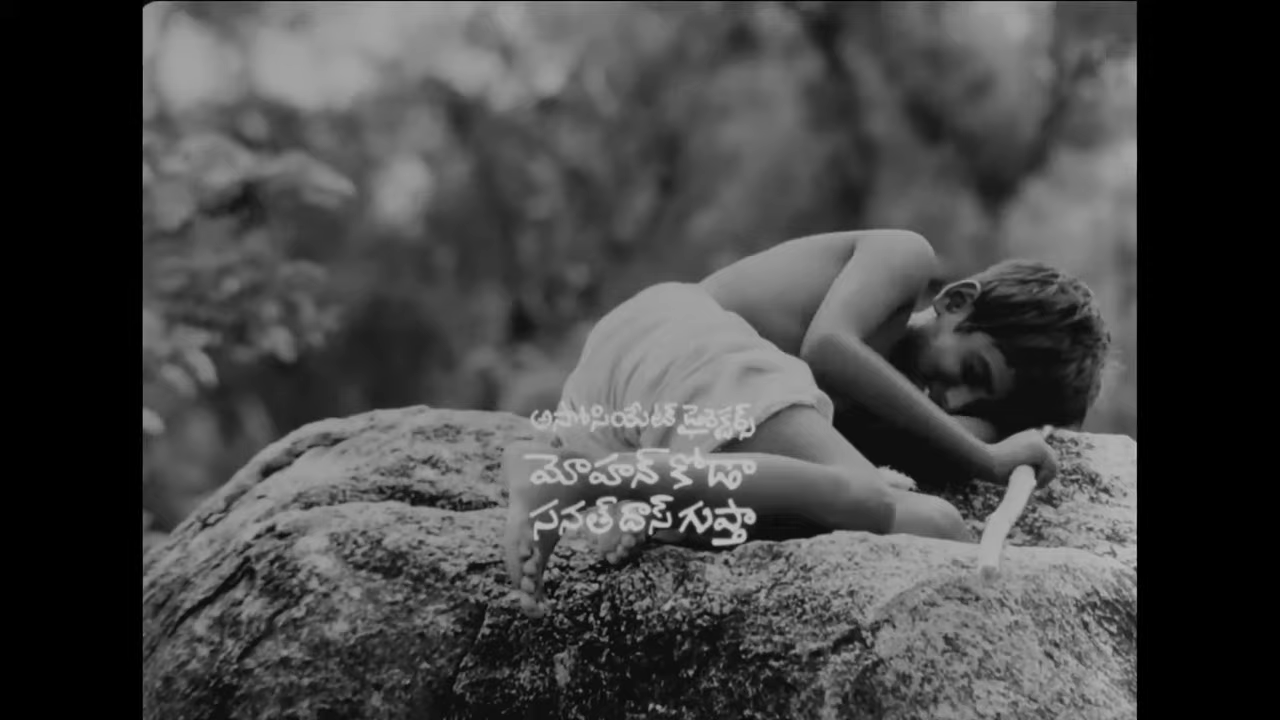 అసోసియేట్ డైరెక్టర్స్
మోహన్ కోడా
సనత్ దాస్ గుప్తా